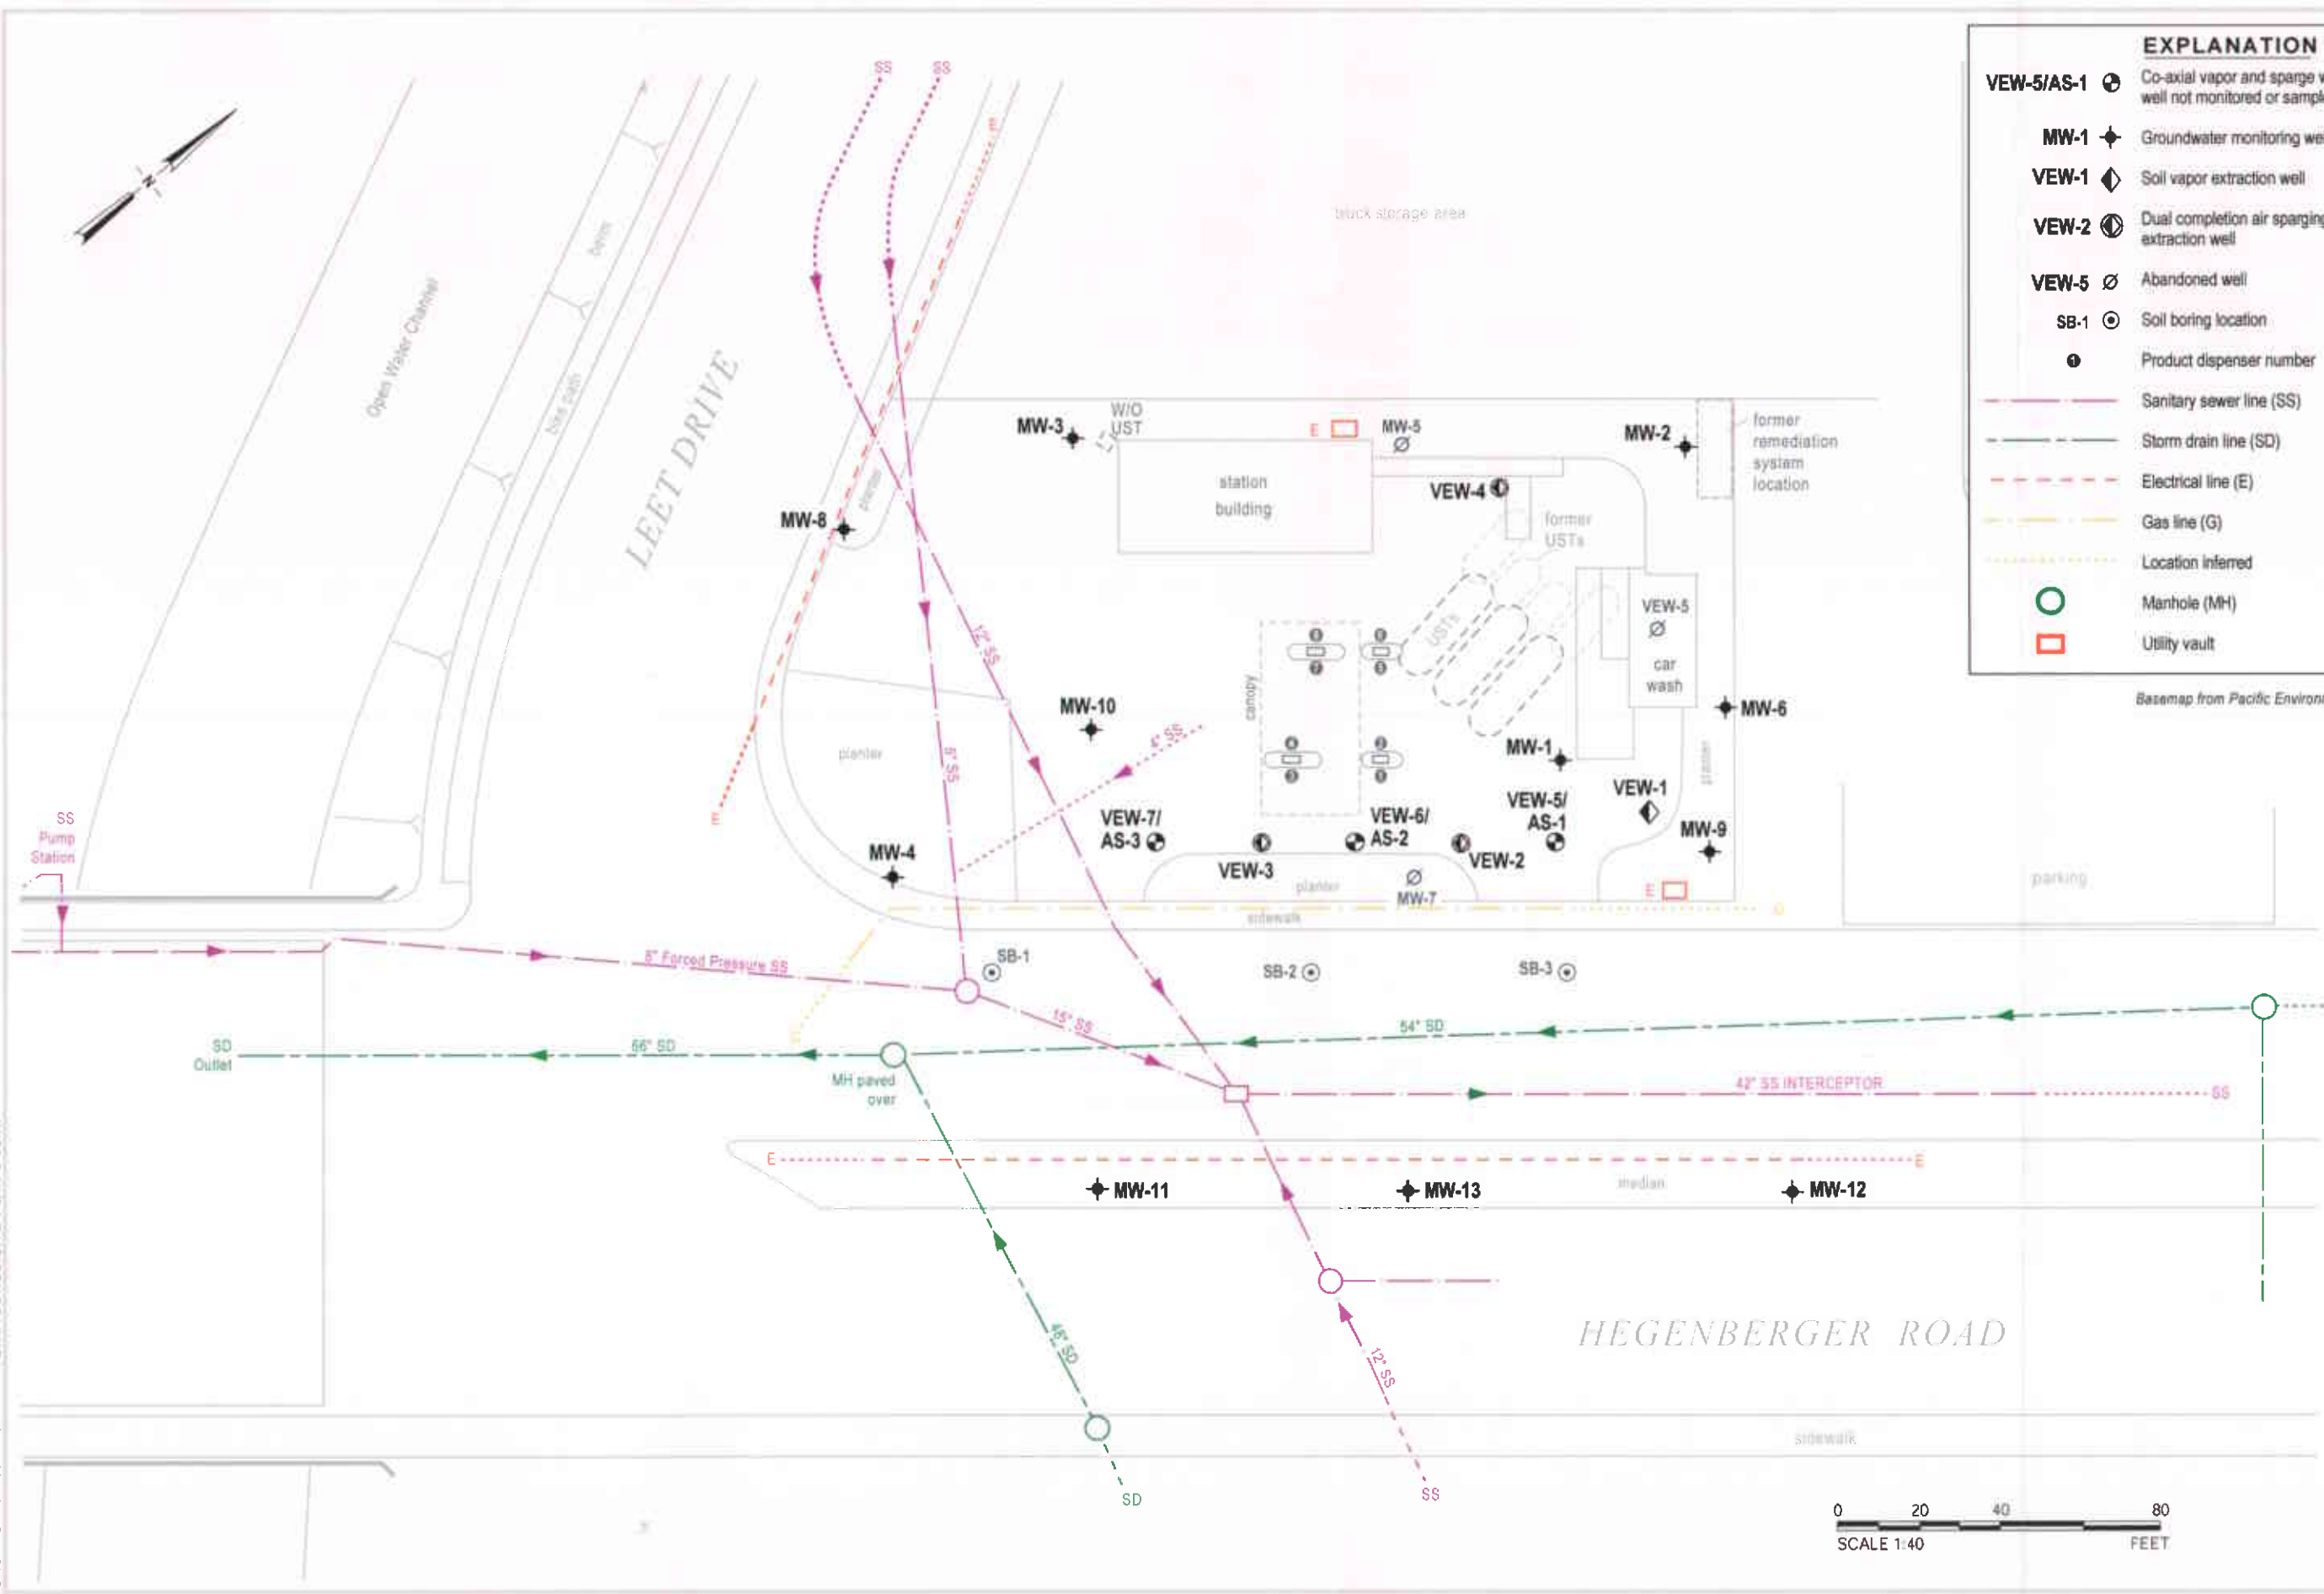 EXPLANATION
VEW-5/AS-1
Co-axial vapor and sparge
well not monitored or
MW-1
Groundwater monitoring
VEW-1
Soil vapor extraction well
VEW-2
Dual completion air sparging
extraction well
VEW-5
Abandoned well
SB-1
Soil boring location
1
Product dispenser number
Sanitary sewer line (SS)
Storm drain line (SD)
Electrical line (E)
Gas line (G)
Location inferred
Manhole (MH)
Utility vault
Basemap from Pacific
SS
SS
E
N
truck storage area
berm
Open Water Channel
bike path
LEET DRIVE
planter
MW-3
W/O
UST
E
MW-5
MW-2
former
remediation
system
location
station
building
VEW-4
MW-8
former
USTs
USTs
VEW-5
car
wash
12" SS
canopy
MW-10
MW-6
4" SS
planter
MW-1
planter
VEW-1
VEW-5/
AS-1
VEW-7/
AS-3
VEW-6/
AS-2
MW-9
E
SS
Pump
Station
MW-4
VEW-3
VEW-2
planter
MW-7
E
parking
sidewalk
G
8" Forced Pressure SS
SB-1
SB-2
SB-3
15" SS
54" SD
SD
Outlet
66" SD
MH paved
over
42" SS INTERCEPTOR
SS
E
E
MW-11
MW-13
median
MW-12
48" SD
12" SS
HEGENBERGER ROAD
sidewalk
SD
SS
0 20 40 80
SCALE 1:40 FEET